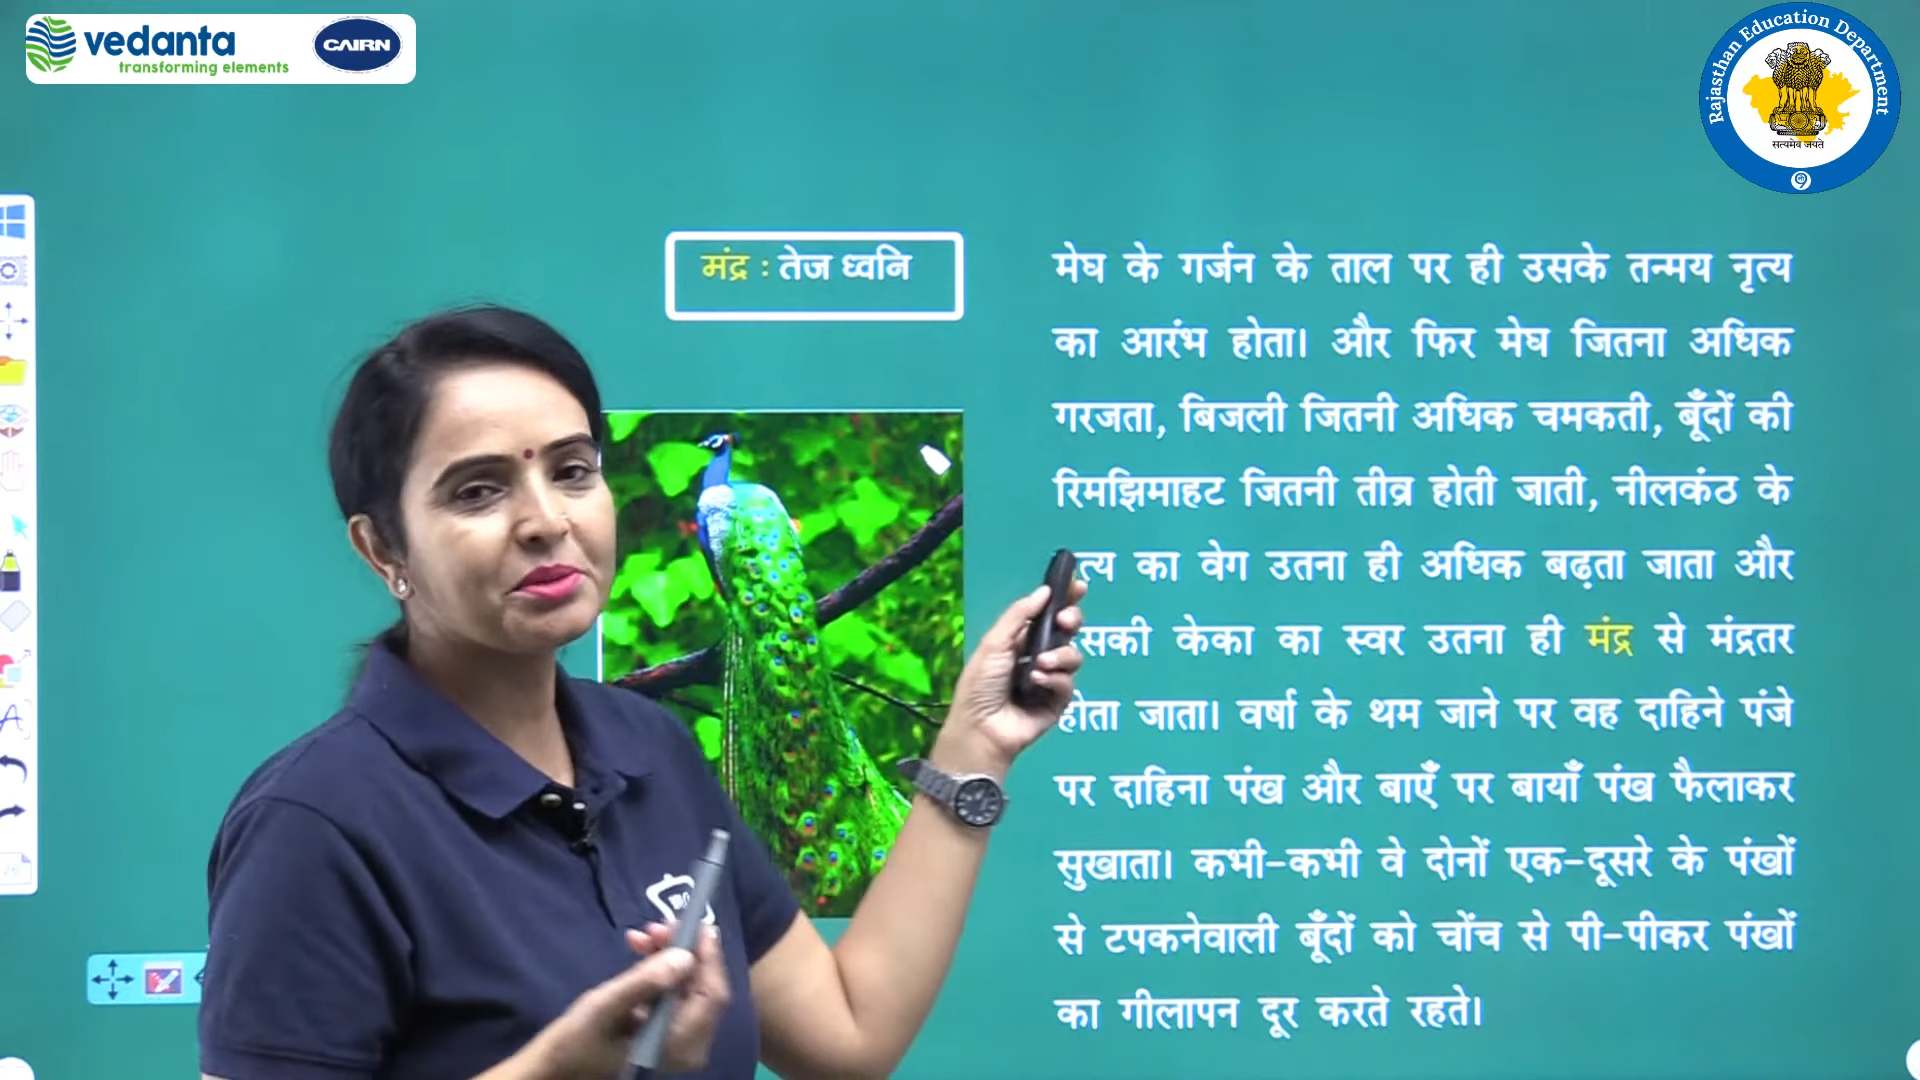 vedanta
transforming elements
CAIRN
Rajasthan Education Department
सत्यमेव जयते
मंद्र : तेज ध्वनि
मेघ के गर्जन के ताल पर ही उसके तन्मय नृत्य
का आरंभ होता। और फिर मेघ जितना अधिक
गरजता, बिजली जितनी अधिक चमकती, बूँदों की
रिमझिमाहट जितनी तीव्र होती जाती, नीलकंठ के
का वेग उतना ही अधिक बढ़ता जाता और
केका का स्वर उतना ही मंद्र से मंद्रतर
होता जाता। वर्षा के थम जाने पर वह दाहिने पंजे
पर दाहिना पंख और बाएँ पर बायाँ पंख फैलाकर
सुखाता। कभी-कभी वे दोनों एक-दूसरे के पंखों
से टपकनेवाली बूँदों को चोंच से पी-पीकर पंखों
का गीलापन दूर करते रहते।